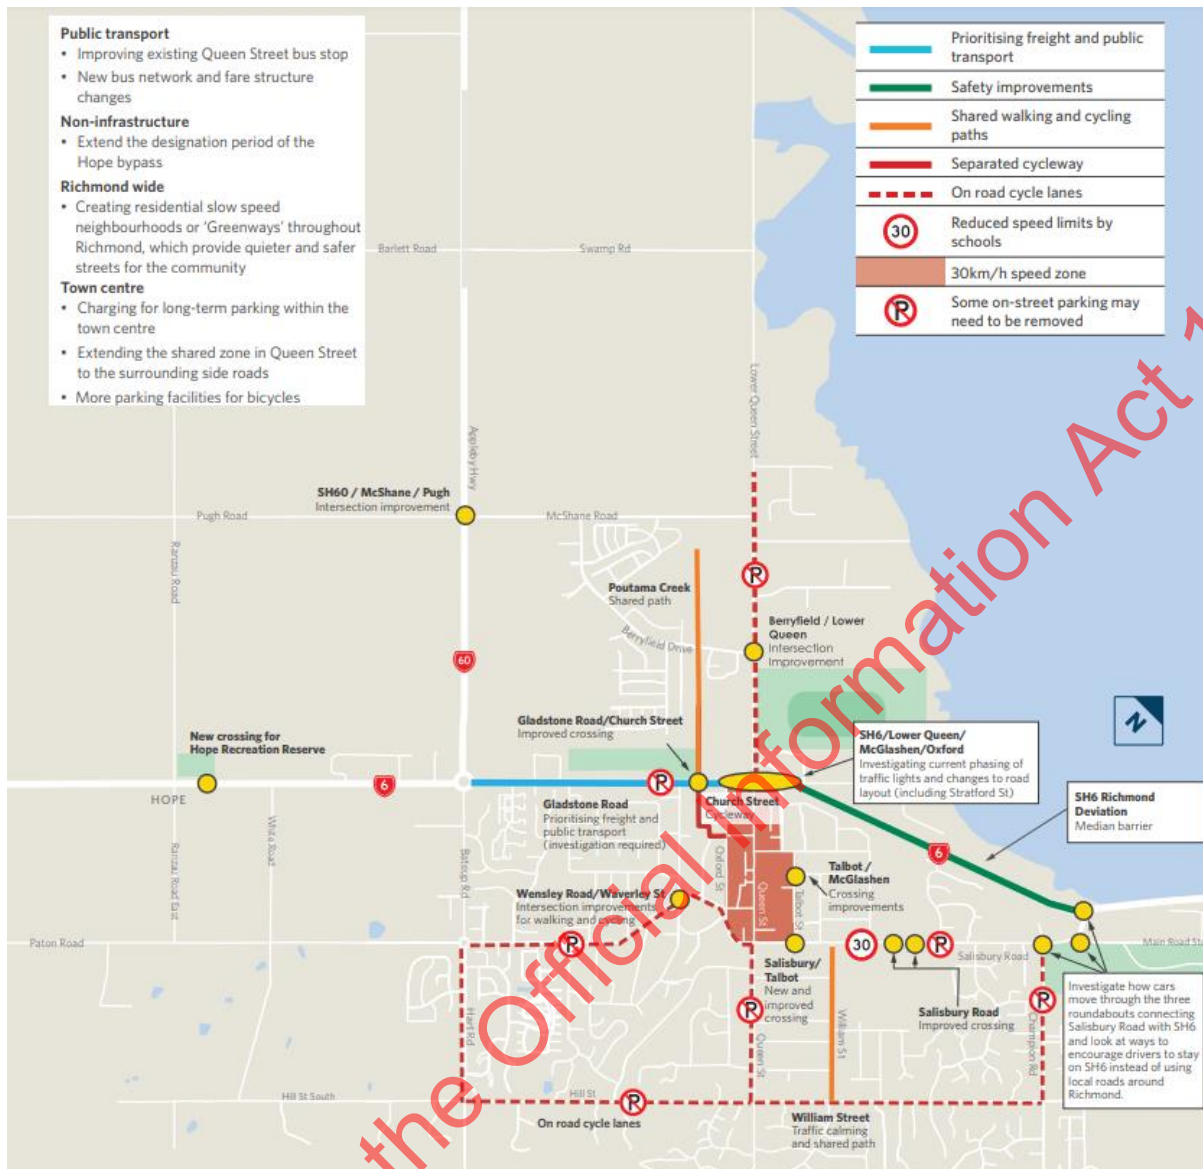 Public transport
• Improving existing Queen Street bus stop
• New bus network and fare structure
changes
Non-infrastructure
• Extend the designation period of the
Hope bypass
Richmond wide
• Creating residential slow speed
neighbourhoods or 'Greenways' throughout
Richmond, which provide quieter and safer
streets for the community
Town centre
• Charging for long-term parking within the
town centre
• Extending the shared zone in Queen Street
to the surrounding side roads
• More parking facilities for bicycles
Prioritising freight and public
transport
Safety improvements
Shared walking and cycling
paths
Separated cycleway
On road cycle lanes
30
Reduced speed limits by
schools
30km/h speed zone
P
Some on-street parking may
need to be removed
Barlett Road
Swamp Rd
Lower Queen Street
Appleby Hwy
SH60 / McShane / Pugh
Intersection improvement
Pugh Road
McShane Road
Ranzau Road
P
Poutama Creek
Shared path
Berryfield Drive
Berryfield / Lower
Queen
Intersection
Improvement
60
N
Gladstone Road/Church Street
Improved crossing
New crossing for
Hope Recreation Reserve
SH6/Lower Queen/
McGlashen/Oxford
Investigating current phasing of
traffic lights and changes to road
layout (including Stratford St)
6
P
HOPE
SH6 Richmond
Deviation
Median barrier
Gladstone Road
Prioritising freight and
public transport
(investigation required)
Church Street
Cycleway
6
White Road
Ranzau Road East
Bateup Rd
Oxford St
Queen St
Talbot St
Talbot /
McGlashen
Crossing
improvements
Wensley Road/Waverley St
Intersection improvements
for walking and cycling
Paton Road
P
30
P
Salisbury Road
Main Road St
Salisbury/
Talbot
New and
improved
crossing
Salisbury Road
Improved crossing
Investigate how cars
move through the three
roundabouts connecting
Salisbury Road with SH6
and look at ways to
encourage drivers to stay
on SH6 instead of using
local roads around
Richmond.
P
P
Hart Rd
Queen St
William St
Champion Rd
Hill St South
Hill St
P
On road cycle lanes
William Street
Traffic calming
and shared path
the Official Information Act 1